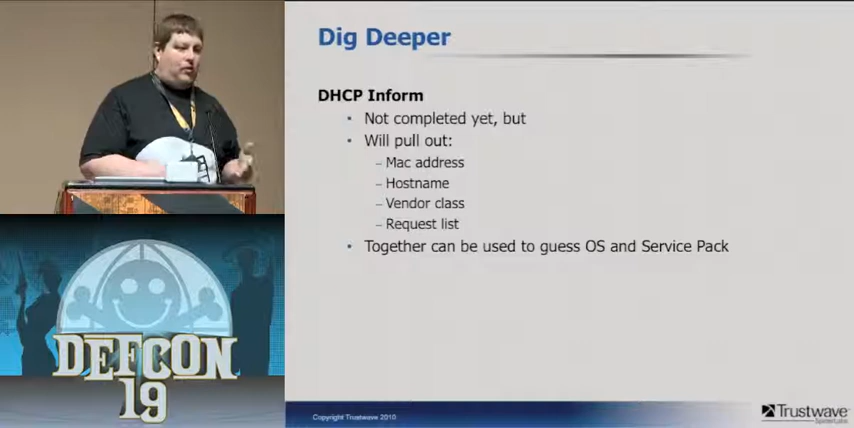 Dig Deeper
DHCP Inform
• Not completed yet, but
• Will pull out:
– Mac address
– Hostname
– Vendor class
– Request list
• Together can be used to guess OS and Service Pack
DEFCON
19
Copyright Trustwave 2010
Trustwave
SpiderLabs